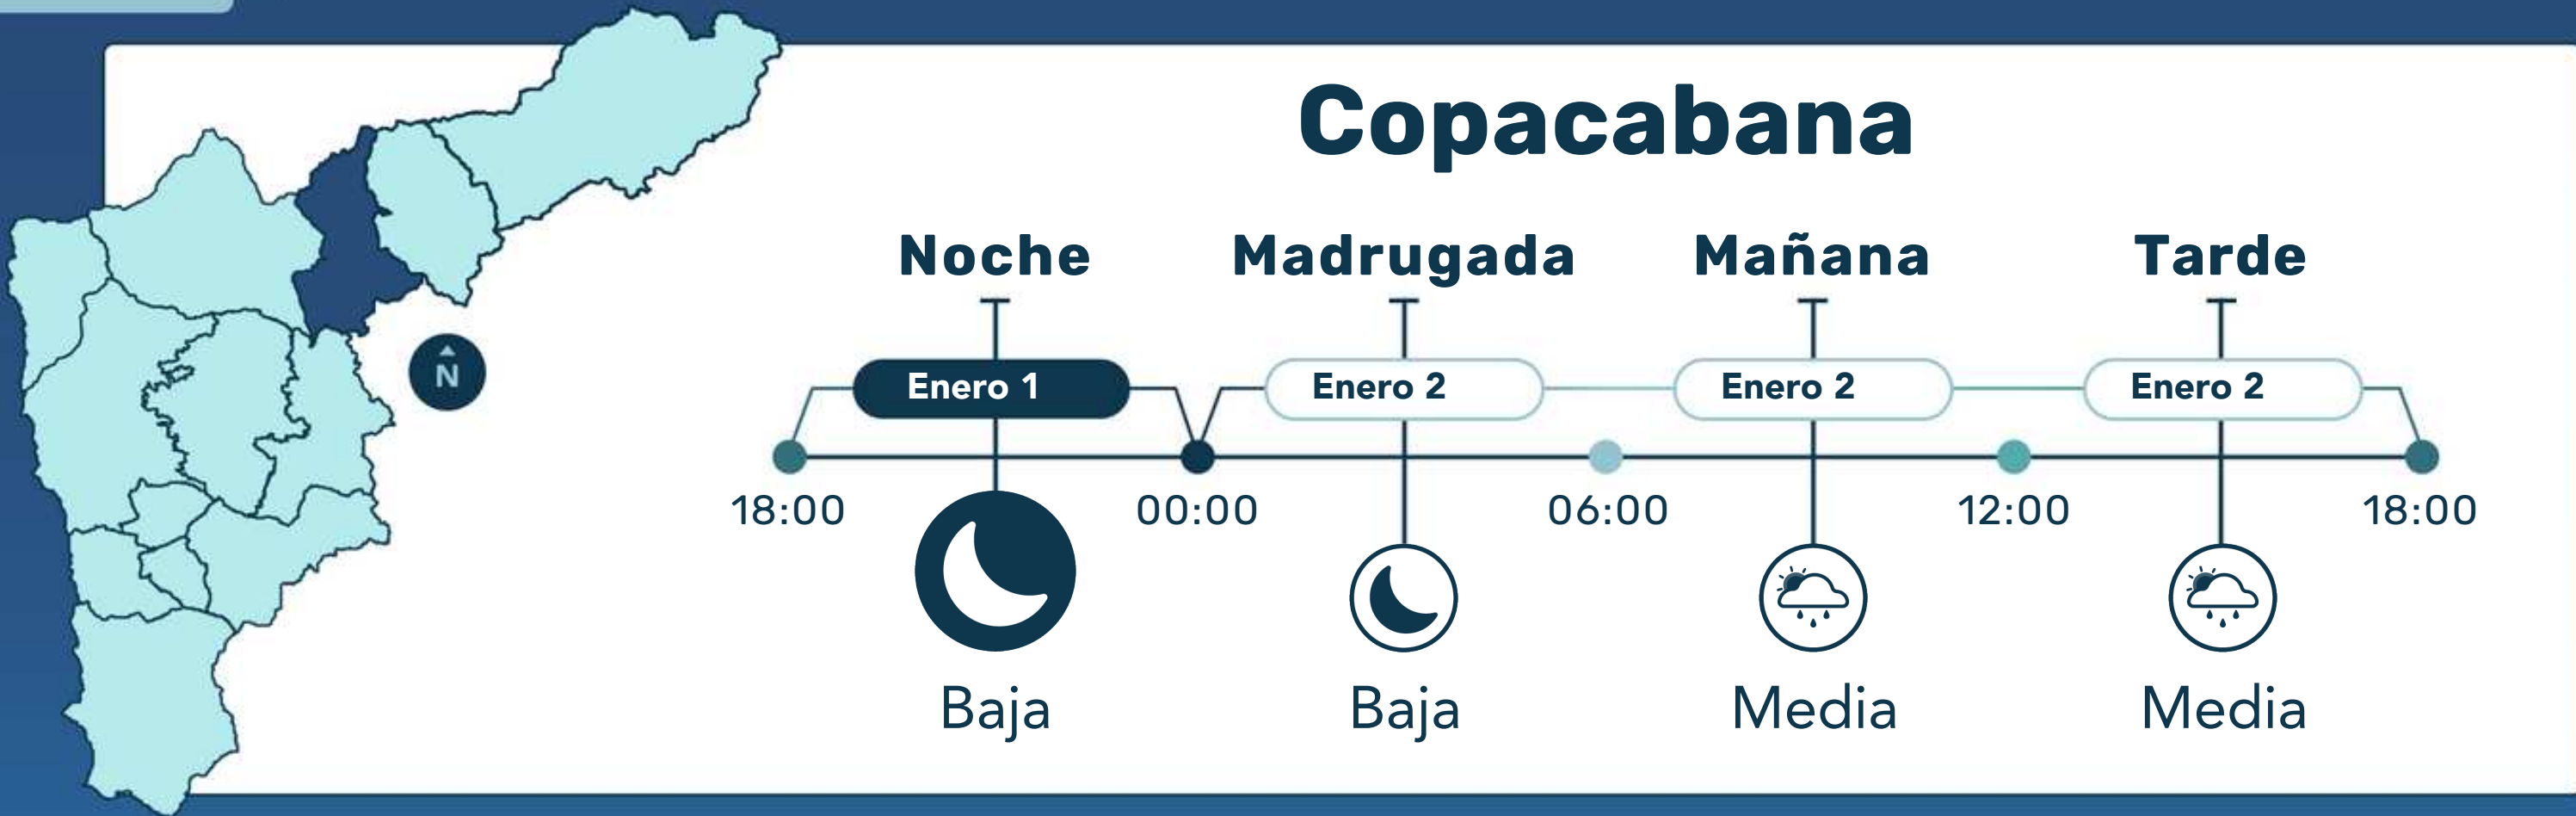 Copacabana
Noche Madrugada Mañana Tarde
Enero 1 Enero 2 Enero 2 Enero 2
N
18:00 00:00 06:00 12:00 18:00
Baja Baja Media Media